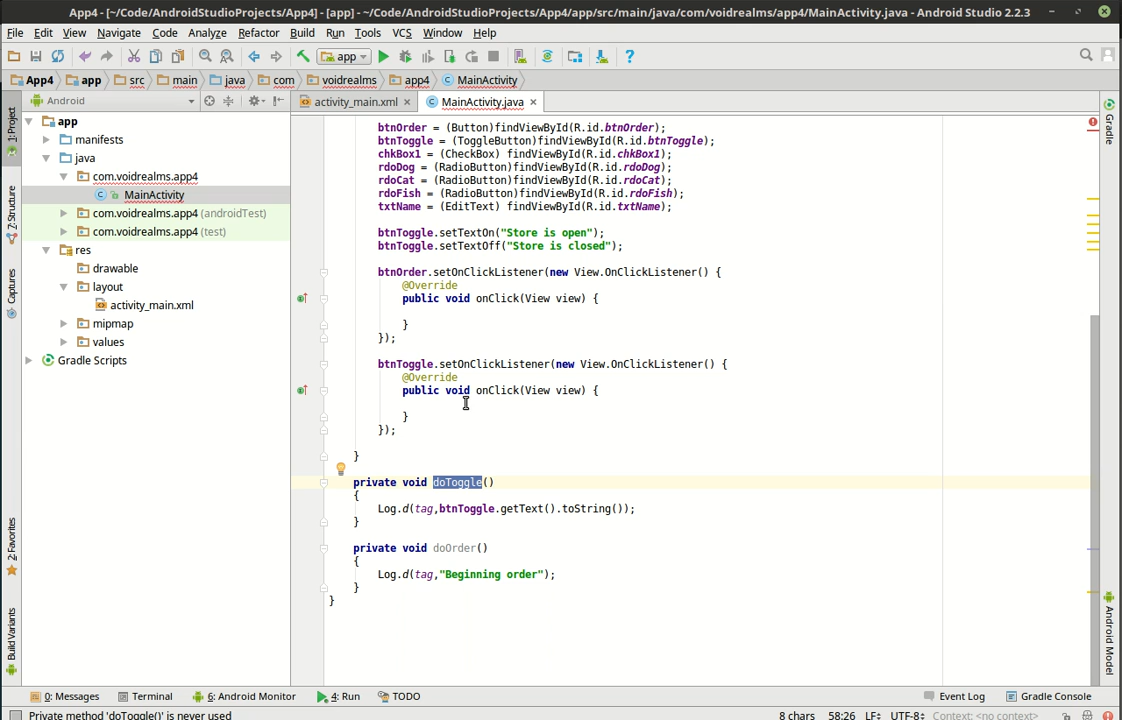 App4 - [~/Code/AndroidStudioProjects/App4] - [app] - ~/Code/AndroidStudioProjects/App4/app/src/main/java/com/voidrealms/app4/MainActivity.java - Android Studio 2.2.3
File Edit View Navigate Code Analyze Refactor Build Run Tools VCS Window Help
app
App4 app src main java com voidrealms app4 MainActivity
Android
activity_main.xml MainActivity.java
1: Project
7: Structure
Captures
2: Favorites
Build Variants
app
manifests
java
com.voidrealms.app4
MainActivity
com.voidrealms.app4 (androidTest)
com.voidrealms.app4 (test)
res
drawable
layout
activity_main.xml
mipmap
values
Gradle Scripts
btnOrder = (Button)findViewById(R.id.btnOrder);
btnToggle = (ToggleButton)findViewById(R.id.btnToggle);
chkBox1 = (CheckBox) findViewById(R.id.chkBox1);
rdoDog = (RadioButton)findViewById(R.id.rdoDog);
rdoCat = (RadioButton)findViewById(R.id.rdoCat);
rdoFish = (RadioButton)findViewById(R.id.rdoFish);
txtName = (EditText) findViewById(R.id.txtName);
btnToggle.setTextOn("Store is open");
btnToggle.setTextOff("Store is closed");
btnOrder.setOnClickListener(new View.OnClickListener() {
@Override
public void onClick(View view) {
}
});
btnToggle.setOnClickListener(new View.OnClickListener() {
@Override
public void onClick(View view) {
}
});
}
private void doToggle()
{
Log.d(tag,btnToggle.getText().toString());
}
private void doOrder()
{
Log.d(tag,"Beginning order");
}
}
Gradle
Android Model
0: Messages Terminal 6: Android Monitor 4: Run TODO Event Log Gradle Console
Private method 'doToggle()' is never used 8 chars 58:26 LF UTF-8 Context: <no context>